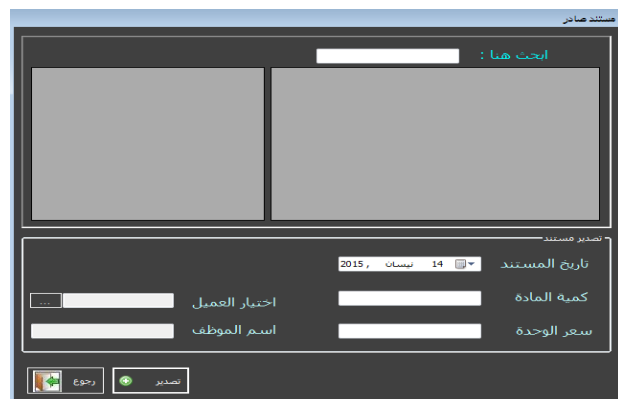 مستند صادر
ابحث هنا :
تصدير مستند
تاريخ المستند 14 نيسان , 2015
كمية المادة اختيار العميل ...
سعر الوحدة اسم الموظف
تصدير رجوع